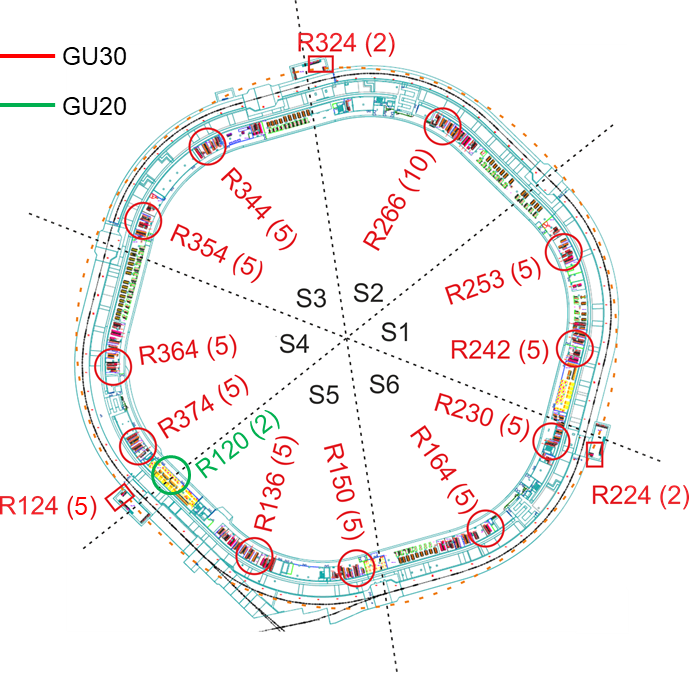 R324 (2)
GU30
GU20
R344 (5)
R266 (10)
R354 (5)
R253 (5)
S3
S2
S4
S1
R364 (5)
R242 (5)
S5
S6
R374 (5)
R230 (5)
R120 (2)
R136 (5)
R150 (5)
R164 (5)
R124 (5)
R224 (2)